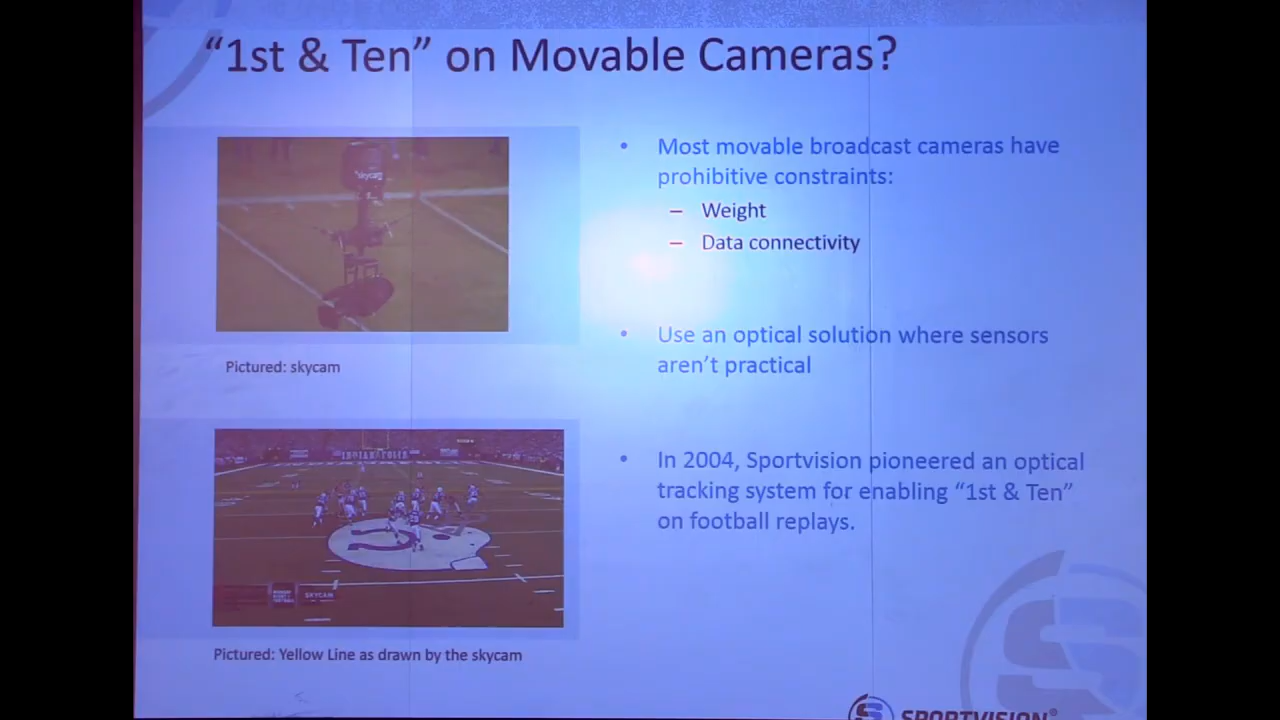 “1st & Ten” on Movable Cameras?
• Most movable broadcast cameras have
prohibitive constraints:
– Weight
– Data connectivity
skycam
Pictured: skycam
• Use an optical solution where sensors
aren’t practical
• In 2004, Sportvision pioneered an optical
tracking system for enabling “1st & Ten”
on football replays.
SKYCAM
Pictured: Yellow Line as drawn by the skycam
SPORTVISION®